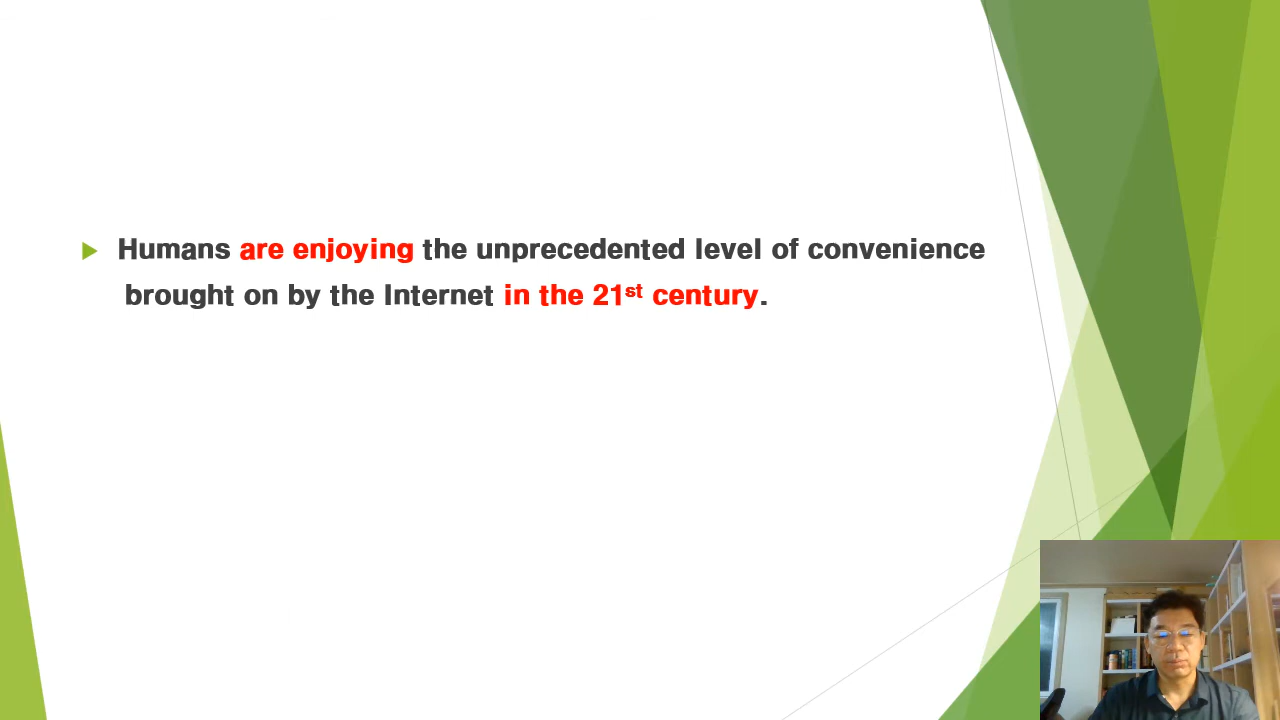 Humans are enjoying the unprecedented level of convenience
brought on by the Internet in the 21st century.